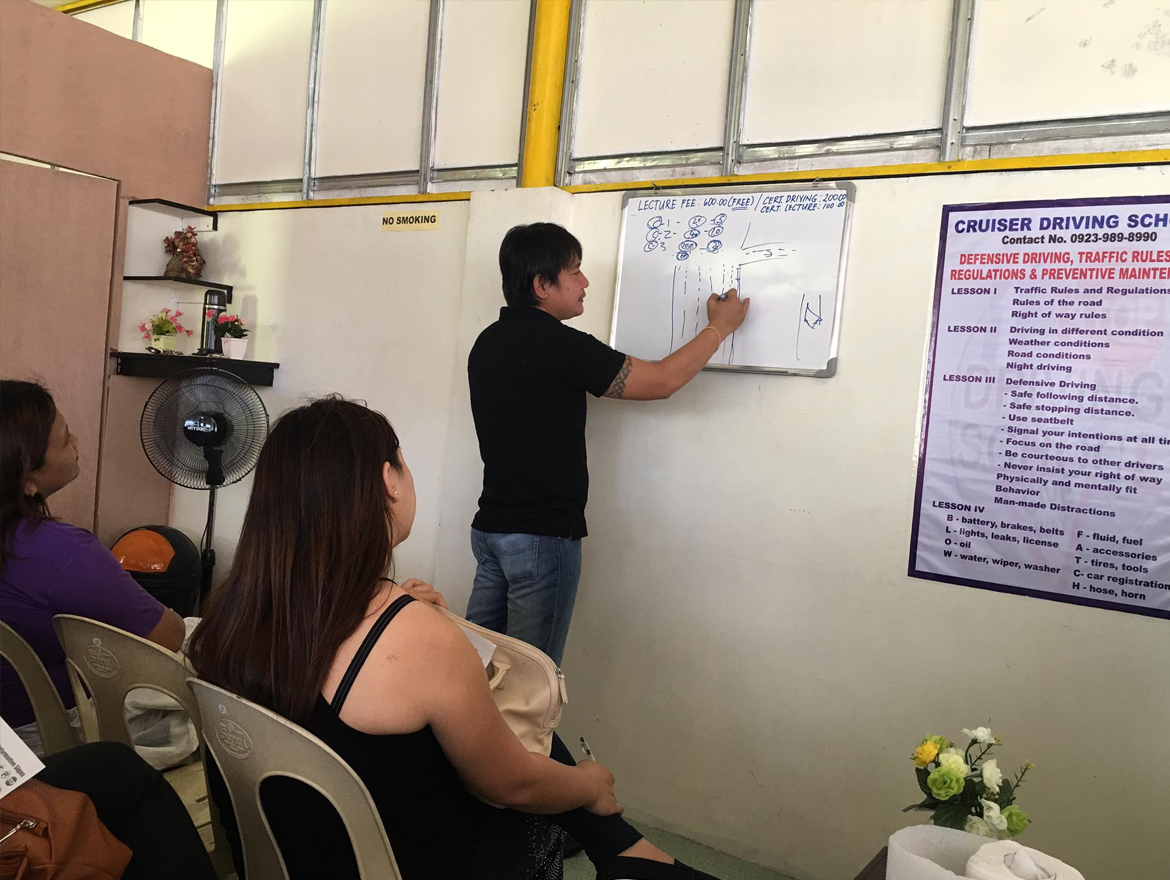 NO SMOKING
LECTURE FEE: 600.00 (FREE) / CERT. DRIVING: 200.00
CERT. LECTURE: 100.00
CRUISER DRIVING SCHO
Contact No. 0923-989-8990
DEFENSIVE DRIVING, TRAFFIC RULES
REGULATIONS & PREVENTIVE MAINTE
LESSON I Traffic Rules and Regulations
Rules of the road
Right of way rules
LESSON II Driving in different condition
Weather conditions
Road conditions
Night driving
LESSON III Defensive Driving
- Safe following distance.
- Safe stopping distance.
- Use seatbelt
- Signal your intentions at all tim
- Focus on the road
- Be courteous to other drivers
- Never insist your right of way
Physically and mentally fit
Behavior
Man-made Distractions
LESSON IV
B - battery, brakes, belts
L - lights, leaks, license
O - oil
W - water, wiper, washer
F - fluid, fuel
A - accessories
T - tires, tools
C- car registration
H - hose, horn